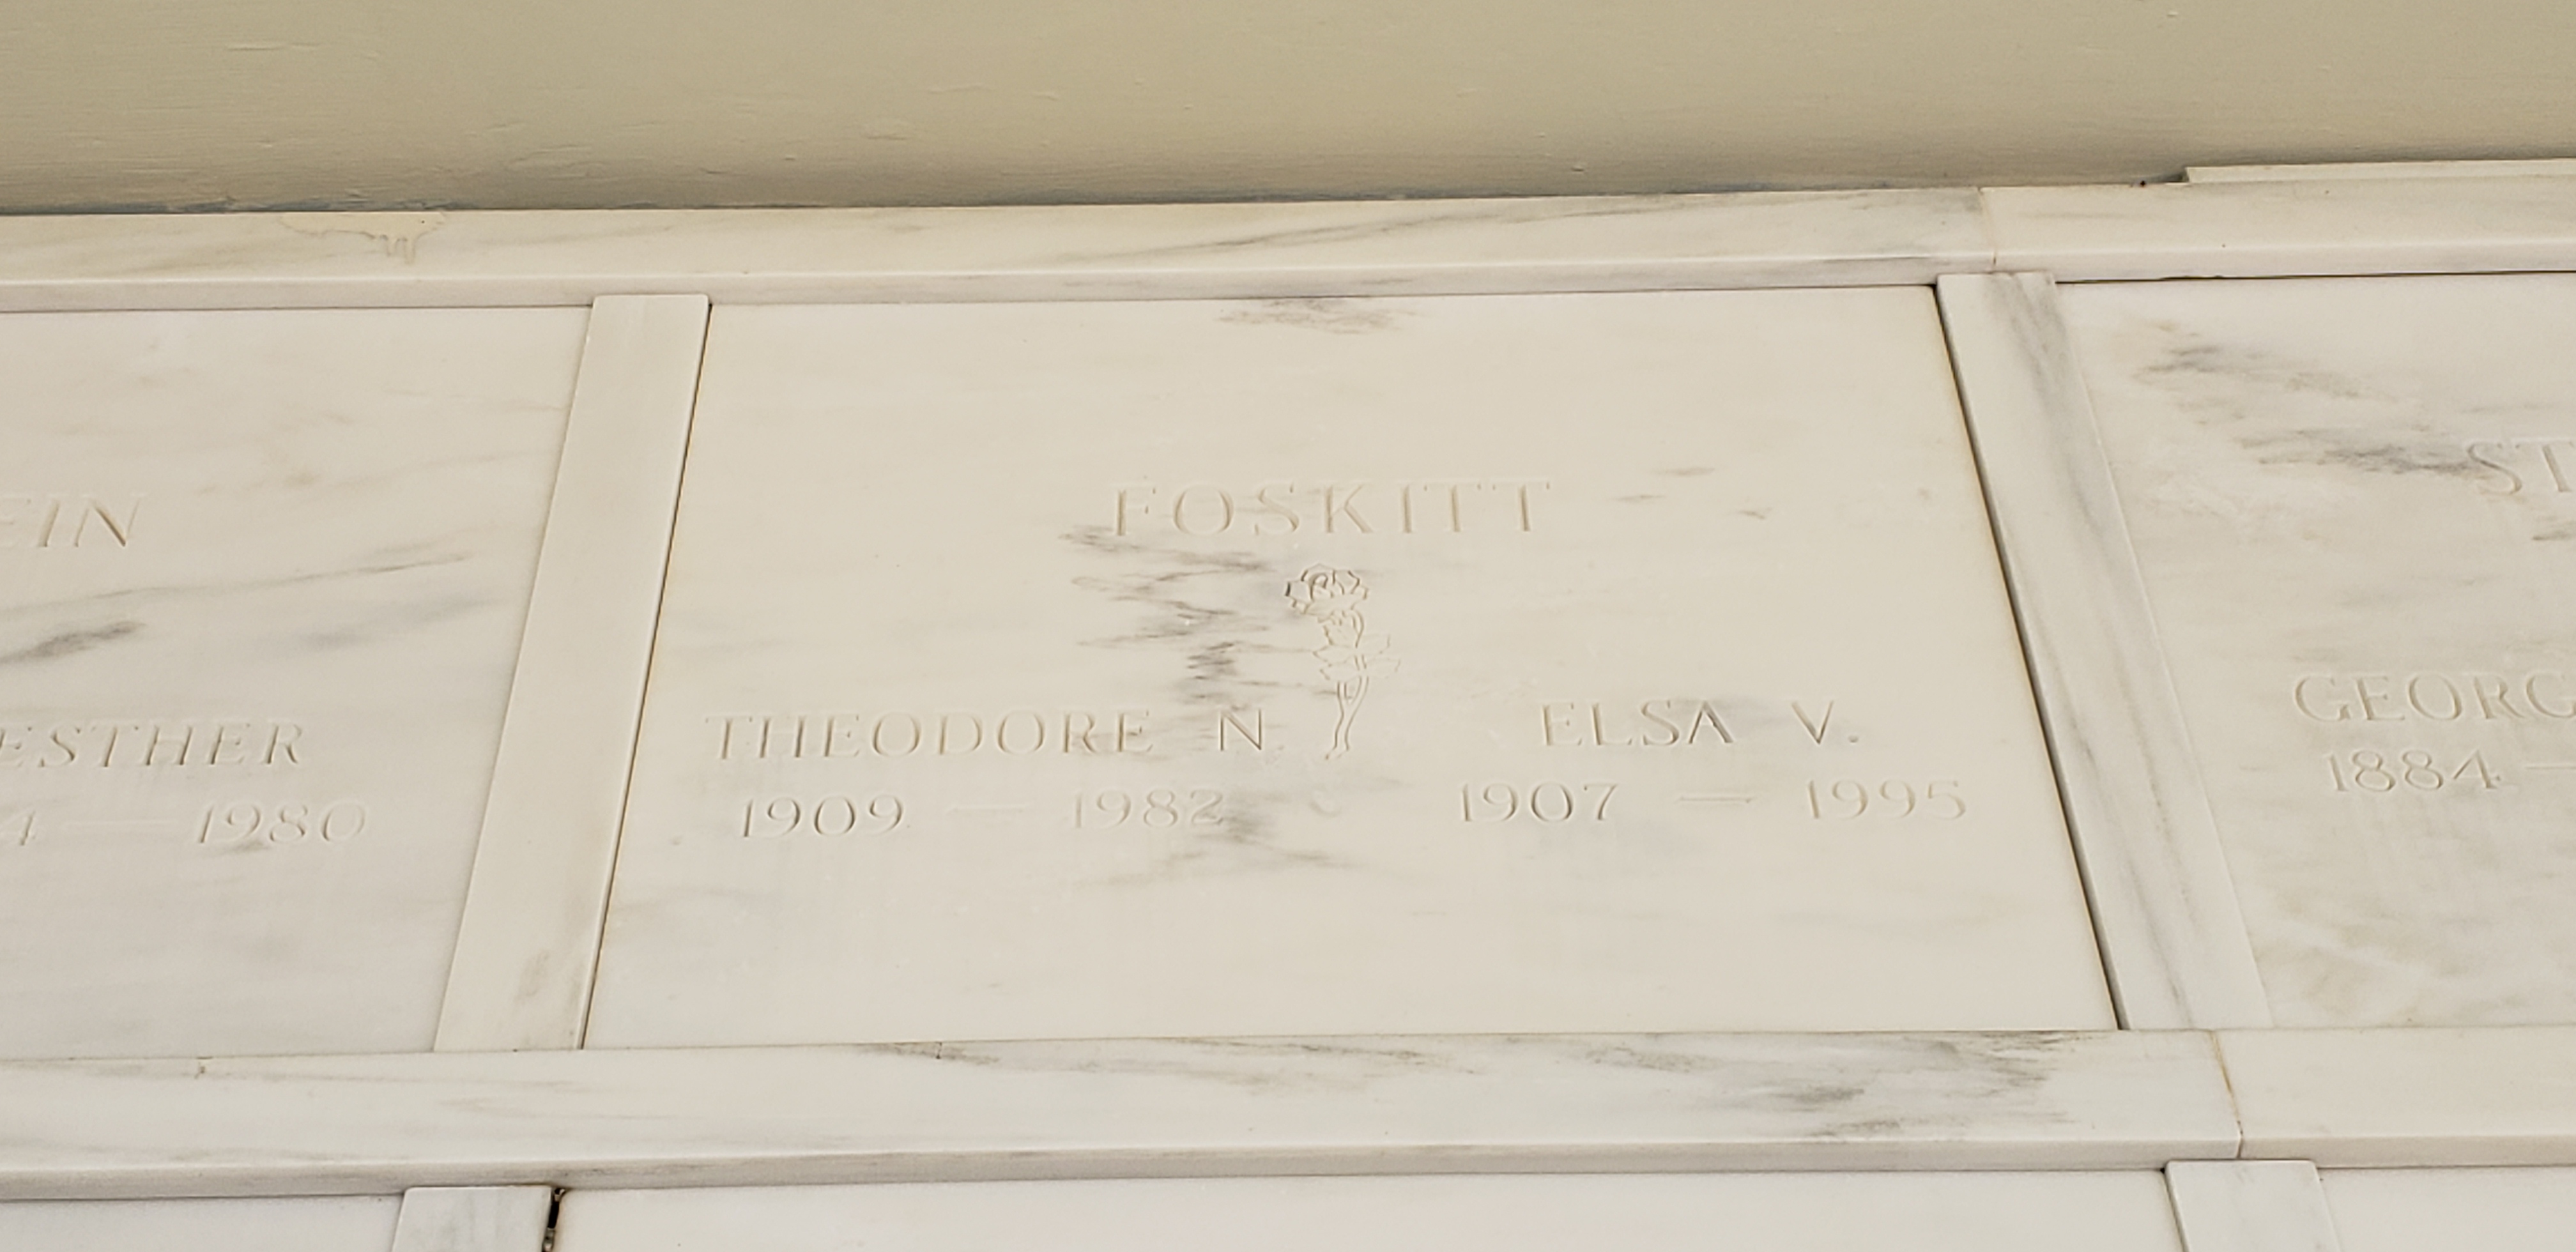 FOSKITT
THEODORE N. ELSA V.
1909 — 1982 1907 — 1995
ESTHER
1980
1884 —